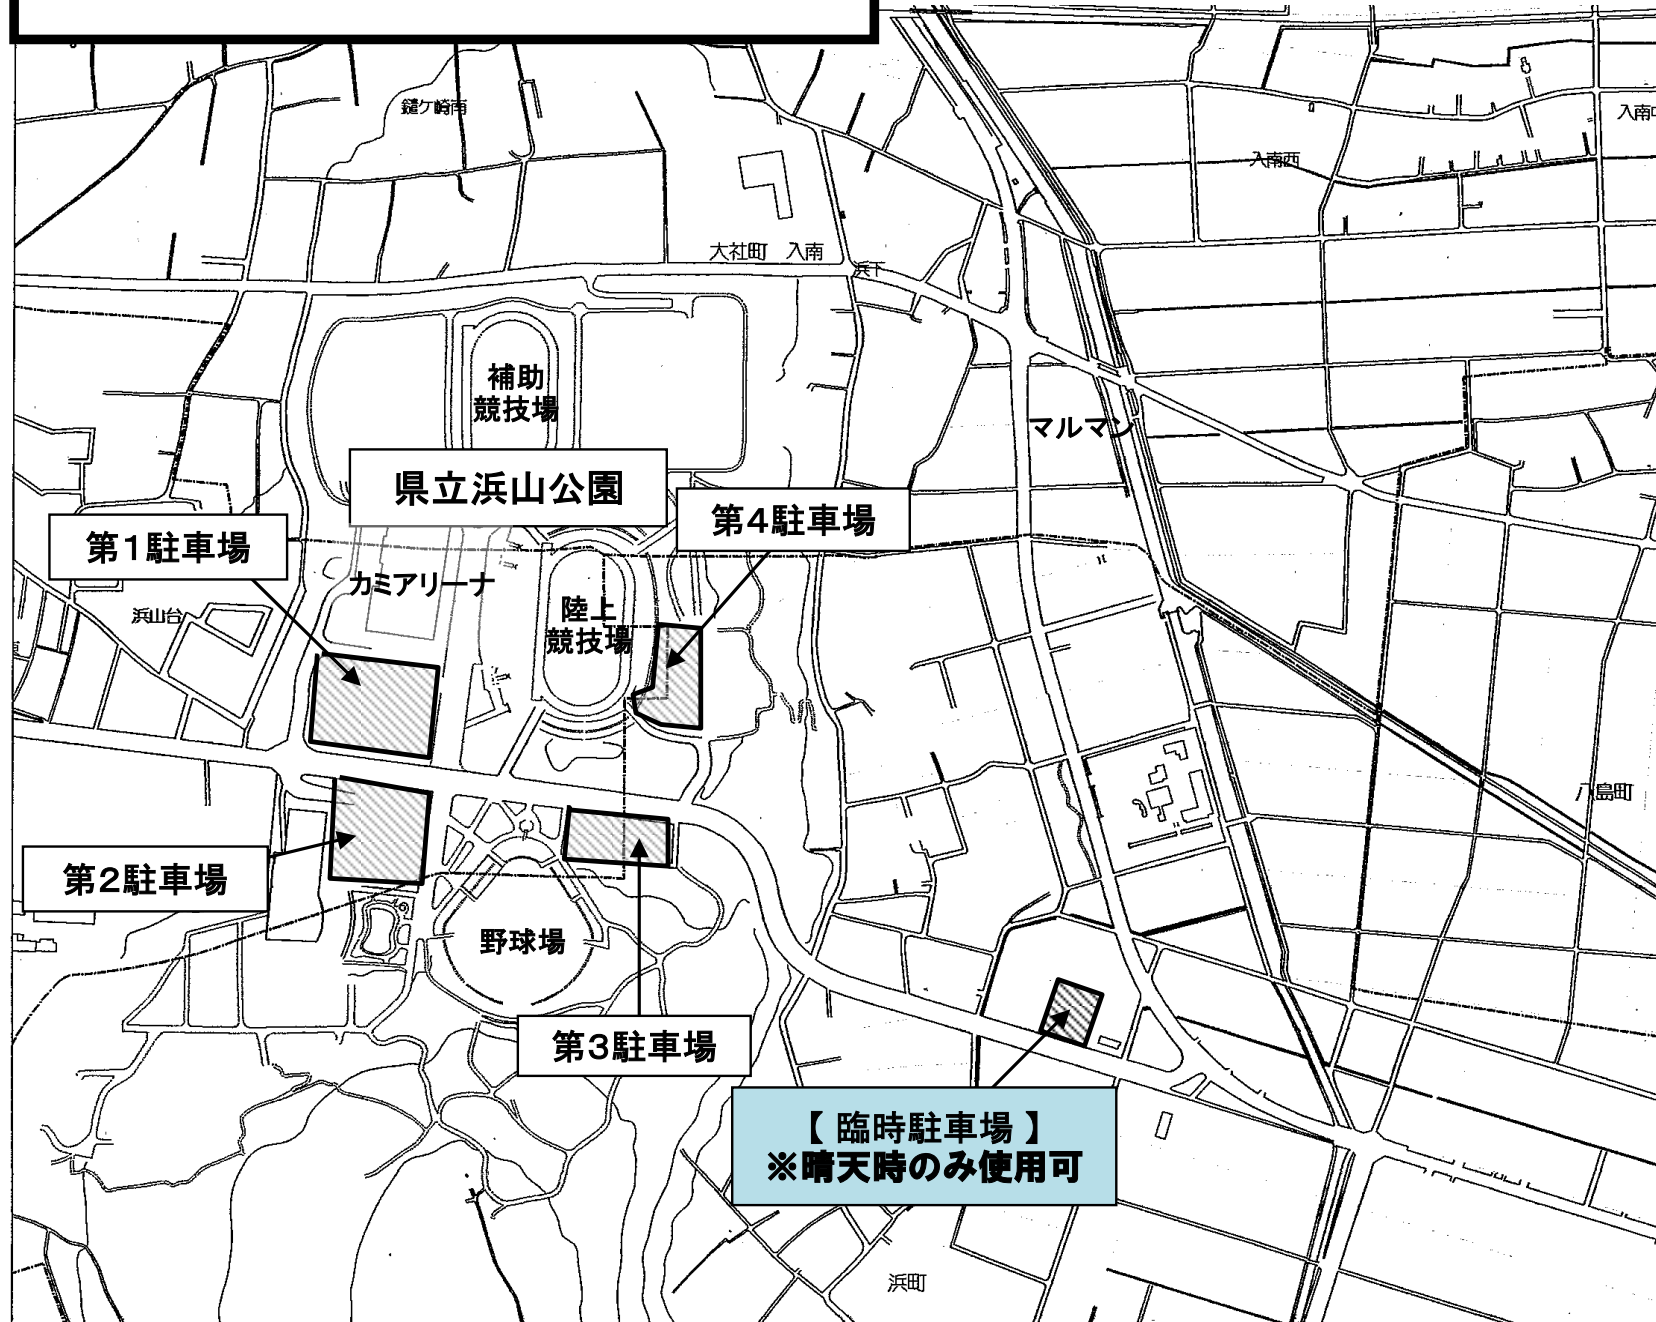 鑓ケ崎南
入南
入南西
大社町　入南
浜下
補助
競技場
マルマン
県立浜山公園
第4駐車場
第1駐車場
カミアリーナ
陸上
競技場
浜山台
八島町
第2駐車場
野球場
第3駐車場
【 臨時駐車場 】
※晴天時のみ使用可
浜町